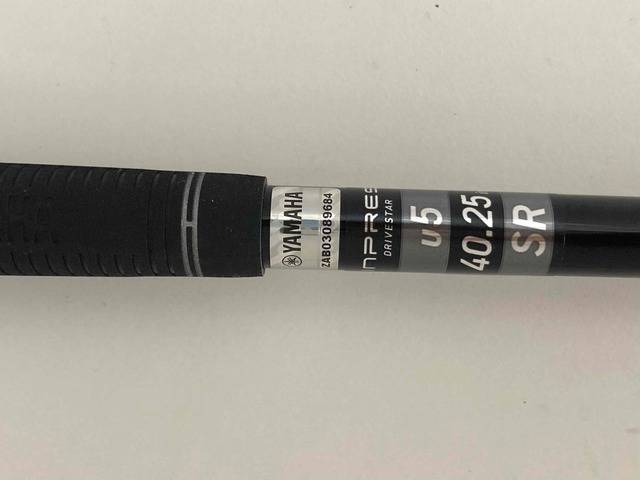 YAMAHA
ZAB03089684
NPRES
DRIVESTAR
U5
40.25
SR